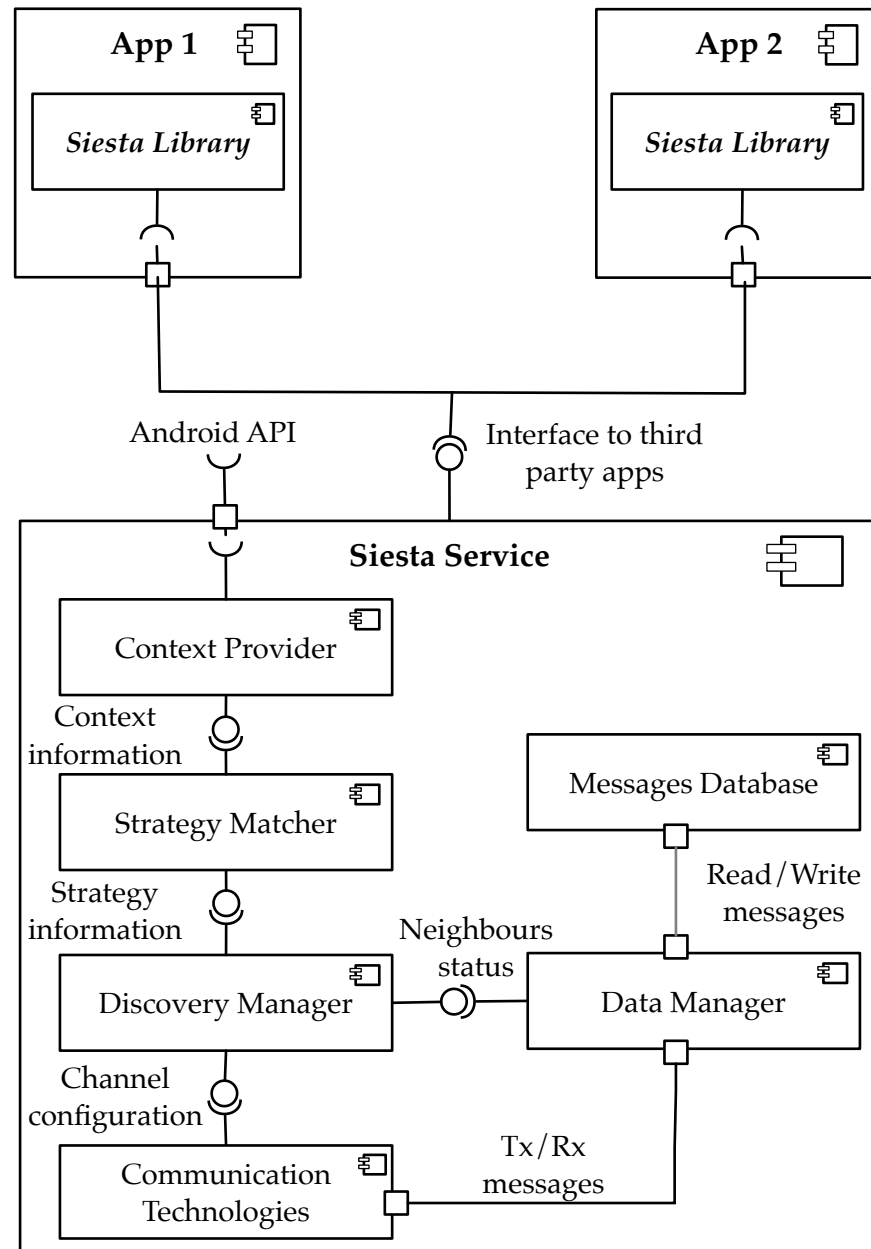 App 1
App 2
Siesta Library
Siesta Library
Android API
Interface to third
party apps
Siesta Service
Context Provider
Context
information
Messages Database
Strategy Matcher
Strategy
information
Read/Write
messages
Neighbours
status
Discovery Manager
Data Manager
Channel
configuration
Tx/Rx
messages
Communication
Technologies